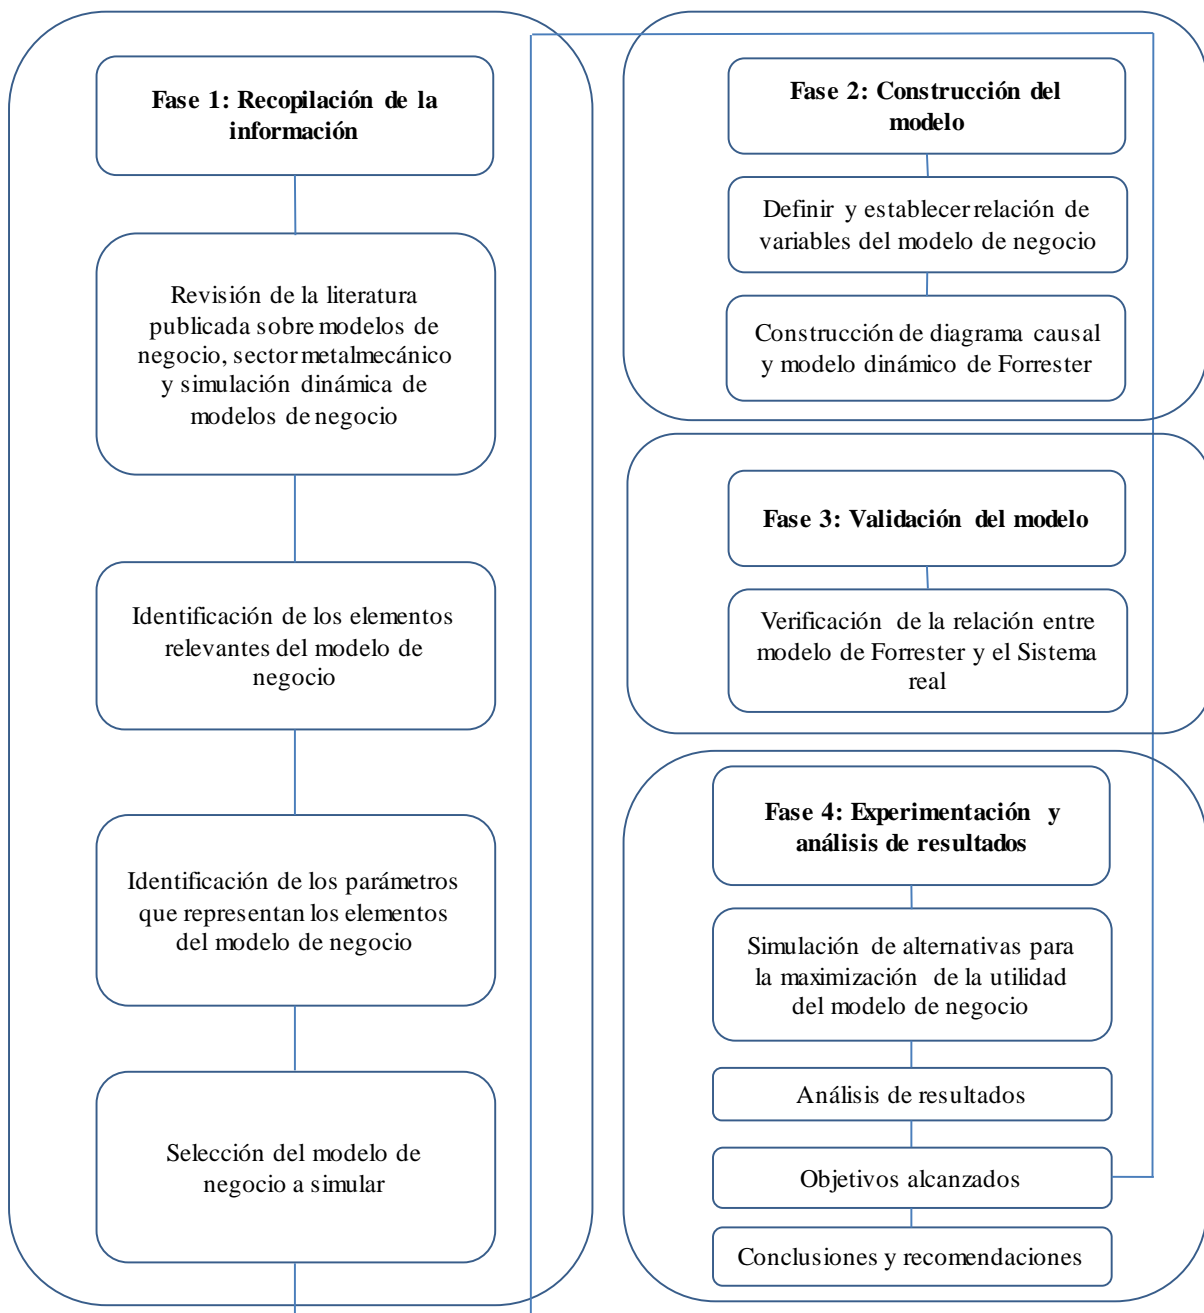 Fase 1: Recopilación de la
información
Revisión de la literatura
publicada sobre modelos de
negocio, sector metalmecánico
y simulación dinámica de
modelos de negocio
Identificación de los elementos
relevantes del modelo de
negocio
Identificación de los parámetros
que representan los elementos
del modelo de negocio
Selección del modelo de
negocio a simular
Fase 2: Construcción del
modelo
Definir y establecer relación de
variables del modelo de negocio
Construcción de diagrama causal
y modelo dinámico de Forrester
Fase 3: Validación del modelo
Verificación de la relación entre
modelo de Forrester y el Sistema
real
Fase 4: Experimentación y
análisis de resultados
Simulación de alternativas para
la maximización de la utilidad
del modelo de negocio
Análisis de resultados
Objetivos alcanzados
Conclusiones y recomendaciones